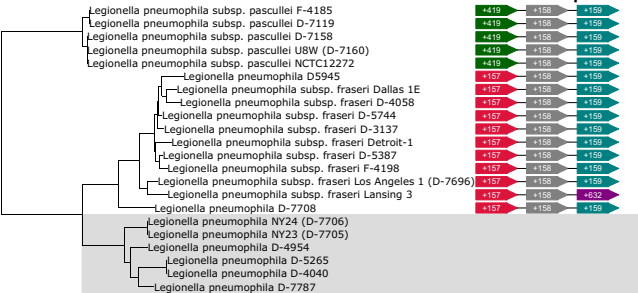 Legionella pneumophila subsp. pascullei F-4185 +419 +158 +159
Legionella pneumophila subsp. pascullei D-7119 +419 +158 +159
Legionella pneumophila subsp. pascullei D-7158 +419 +158 +159
Legionella pneumophila subsp. pascullei U8W (D-7160) +419 +158 +159
Legionella pneumophila subsp. pascullei NCTC12272 +419 +158 +159
Legionella pneumophila D5945 +157 +158 +159
Legionella pneumophila subsp. fraseri Dallas 1E +157 +158 +159
Legionella pneumophila subsp. fraseri D-4058 +157 +158 +159
Legionella pneumophila subsp. fraseri D-5744 +157 +158 +159
Legionella pneumophila subsp. fraseri D-3137 +157 +158 +159
Legionella pneumophila subsp. fraseri Detroit-1 +157 +158 +159
Legionella pneumophila subsp. fraseri D-5387 +157 +158 +159
Legionella pneumophila subsp. fraseri F-4198 +157 +158 +159
Legionella pneumophila subsp. fraseri Los Angeles 1 (D-7696) +157 +158 +159
Legionella pneumophila subsp. fraseri Lansing 3 +157 +158 +632
Legionella pneumophila D-7708 +157 +158 +159
Legionella pneumophila NY24 (D-7706)
Legionella pneumophila NY23 (D-7705)
Legionella pneumophila D-4954
Legionella pneumophila D-5265
Legionella pneumophila D-4040
Legionella pneumophila D-7787